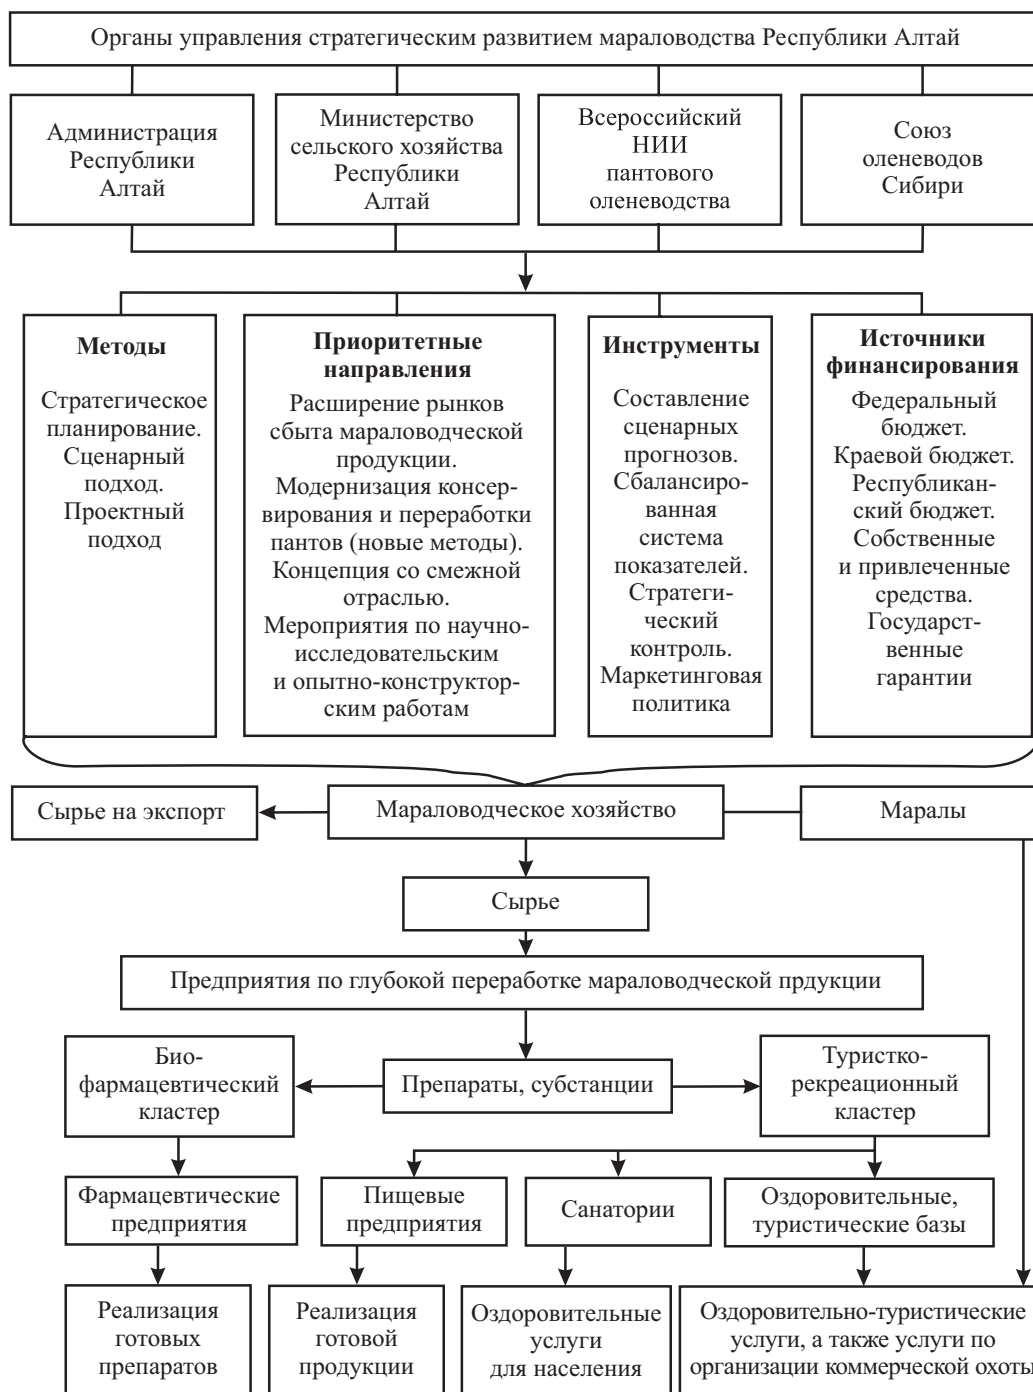 Органы управления стратегическим развитием мараловодства Республики Алтай
Администрация
Республики
Алтай
Министерство
сельского хозяйства
Республики
Алтай
Всероссийский
НИИ
пантового
оленеводства
Союз
оленеводов
Сибири
Методы
Стратегическое
планирование.
Сценарный
подход.
Проектный
подход
Приоритетные
направления
Расширение рынков
сбыта мараловодческой
продукции.
Модернизация консер-
вирования и переработки
пантов (новые методы).
Концепция со смежной
отраслью.
Мероприятия по научно-
исследовательским
и опытно-конструктор-
ским работам
Инструменты
Составление
сценарных
прогнозов.
Сбалансиро-
ванная
система
показателей.
Стратеги-
ческий
контроль.
Маркетинговая
политика
Источники
финансирования
Федеральный
бюджет.
Краевой бюджет.
Республикан-
ский бюджет.
Собственные
и привлеченные
средства.
Государст-
венные
гарантии
Сырье на экспорт
Мараловодческое хозяйство
Маралы
Сырье
Предприятия по глубокой переработке мараловодческой прдукции
Био-
фармацевтический
кластер
Препараты, субстанции
Туристко-
рекреационный
кластер
Фармацевтические
предприятия
Пищевые
предприятия
Санатории
Оздоровительные,
туристические базы
Реализация
готовых
препаратов
Реализация
готовой
продукции
Оздоровительные
услуги
для населения
Оздоровительно-туристические
услуги, а также услуги по
организации коммерческой охоты